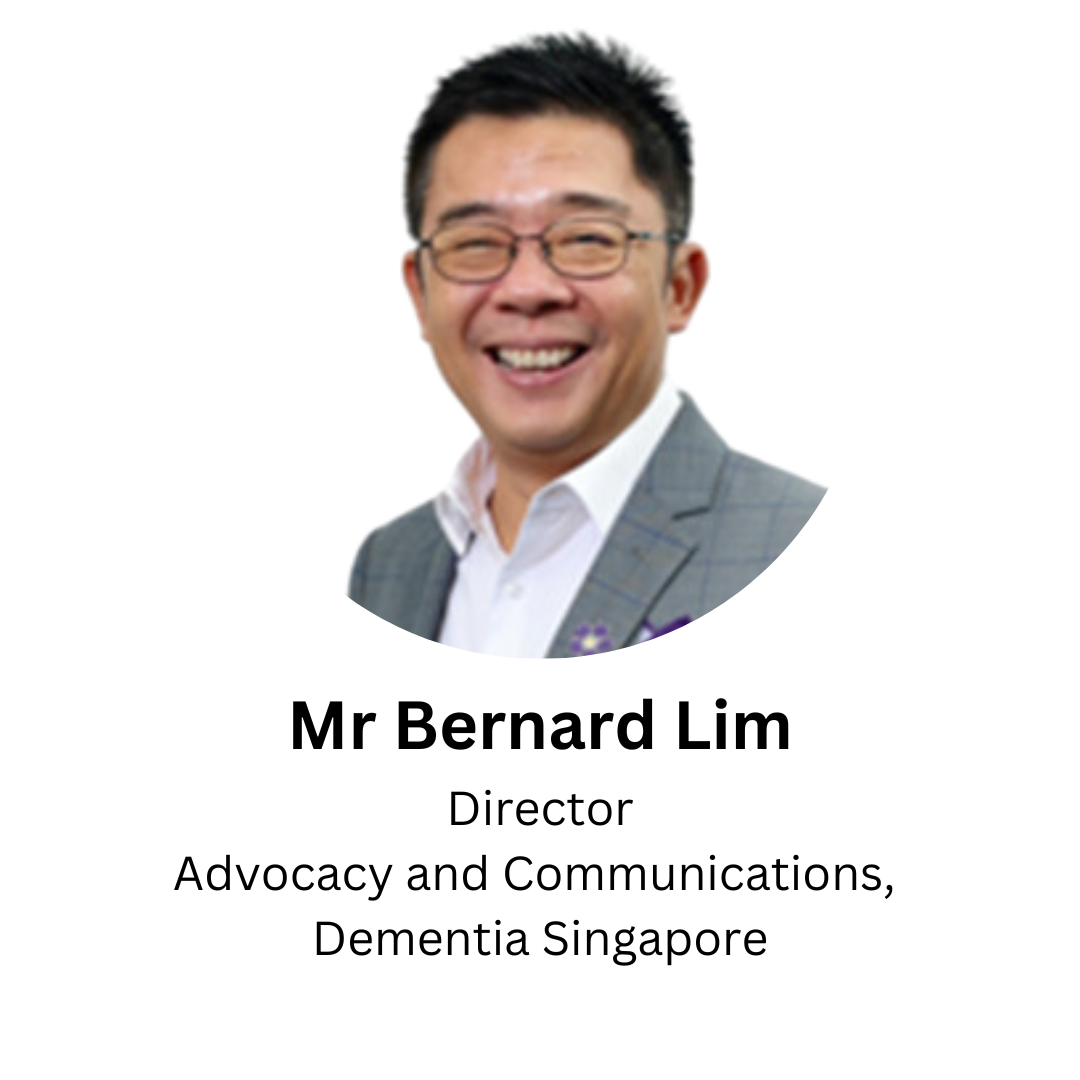 Mr Bernard Lim
Director
Advocacy and Communications,
Dementia Singapore